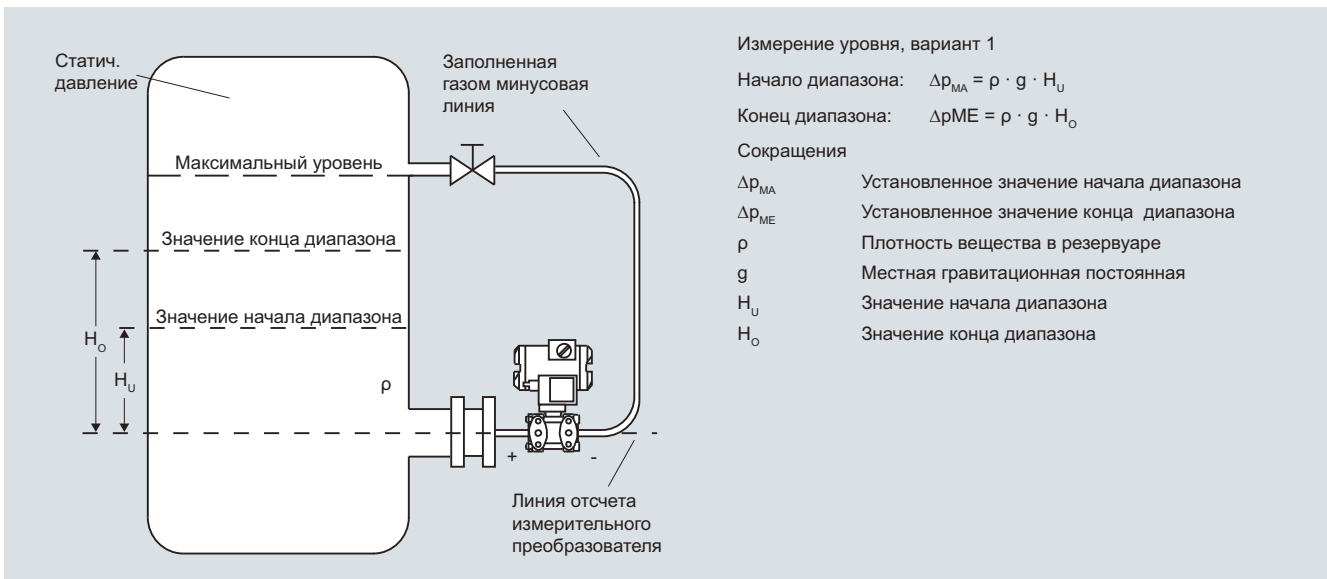 Статич.
давление
Заполненная
газом минусовая
линия
Максимальный уровень
Значение конца диапазона
Значение начала диапазона
H_O
H_U
ρ
+ -
Линия отсчета
измерительного
преобразователя
Измерение уровня, вариант 1
Начало диапазона: Δp_MA = ρ · g · H_U
Конец диапазона: ΔpME = ρ · g · H_O
Сокращения
Δp_MA Установленное значение начала диапазона
Δp_ME Установленное значение конца диапазона
ρ Плотность вещества в резервуаре
g Местная гравитационная постоянная
H_U Значение начала диапазона
H_O Значение конца диапазона